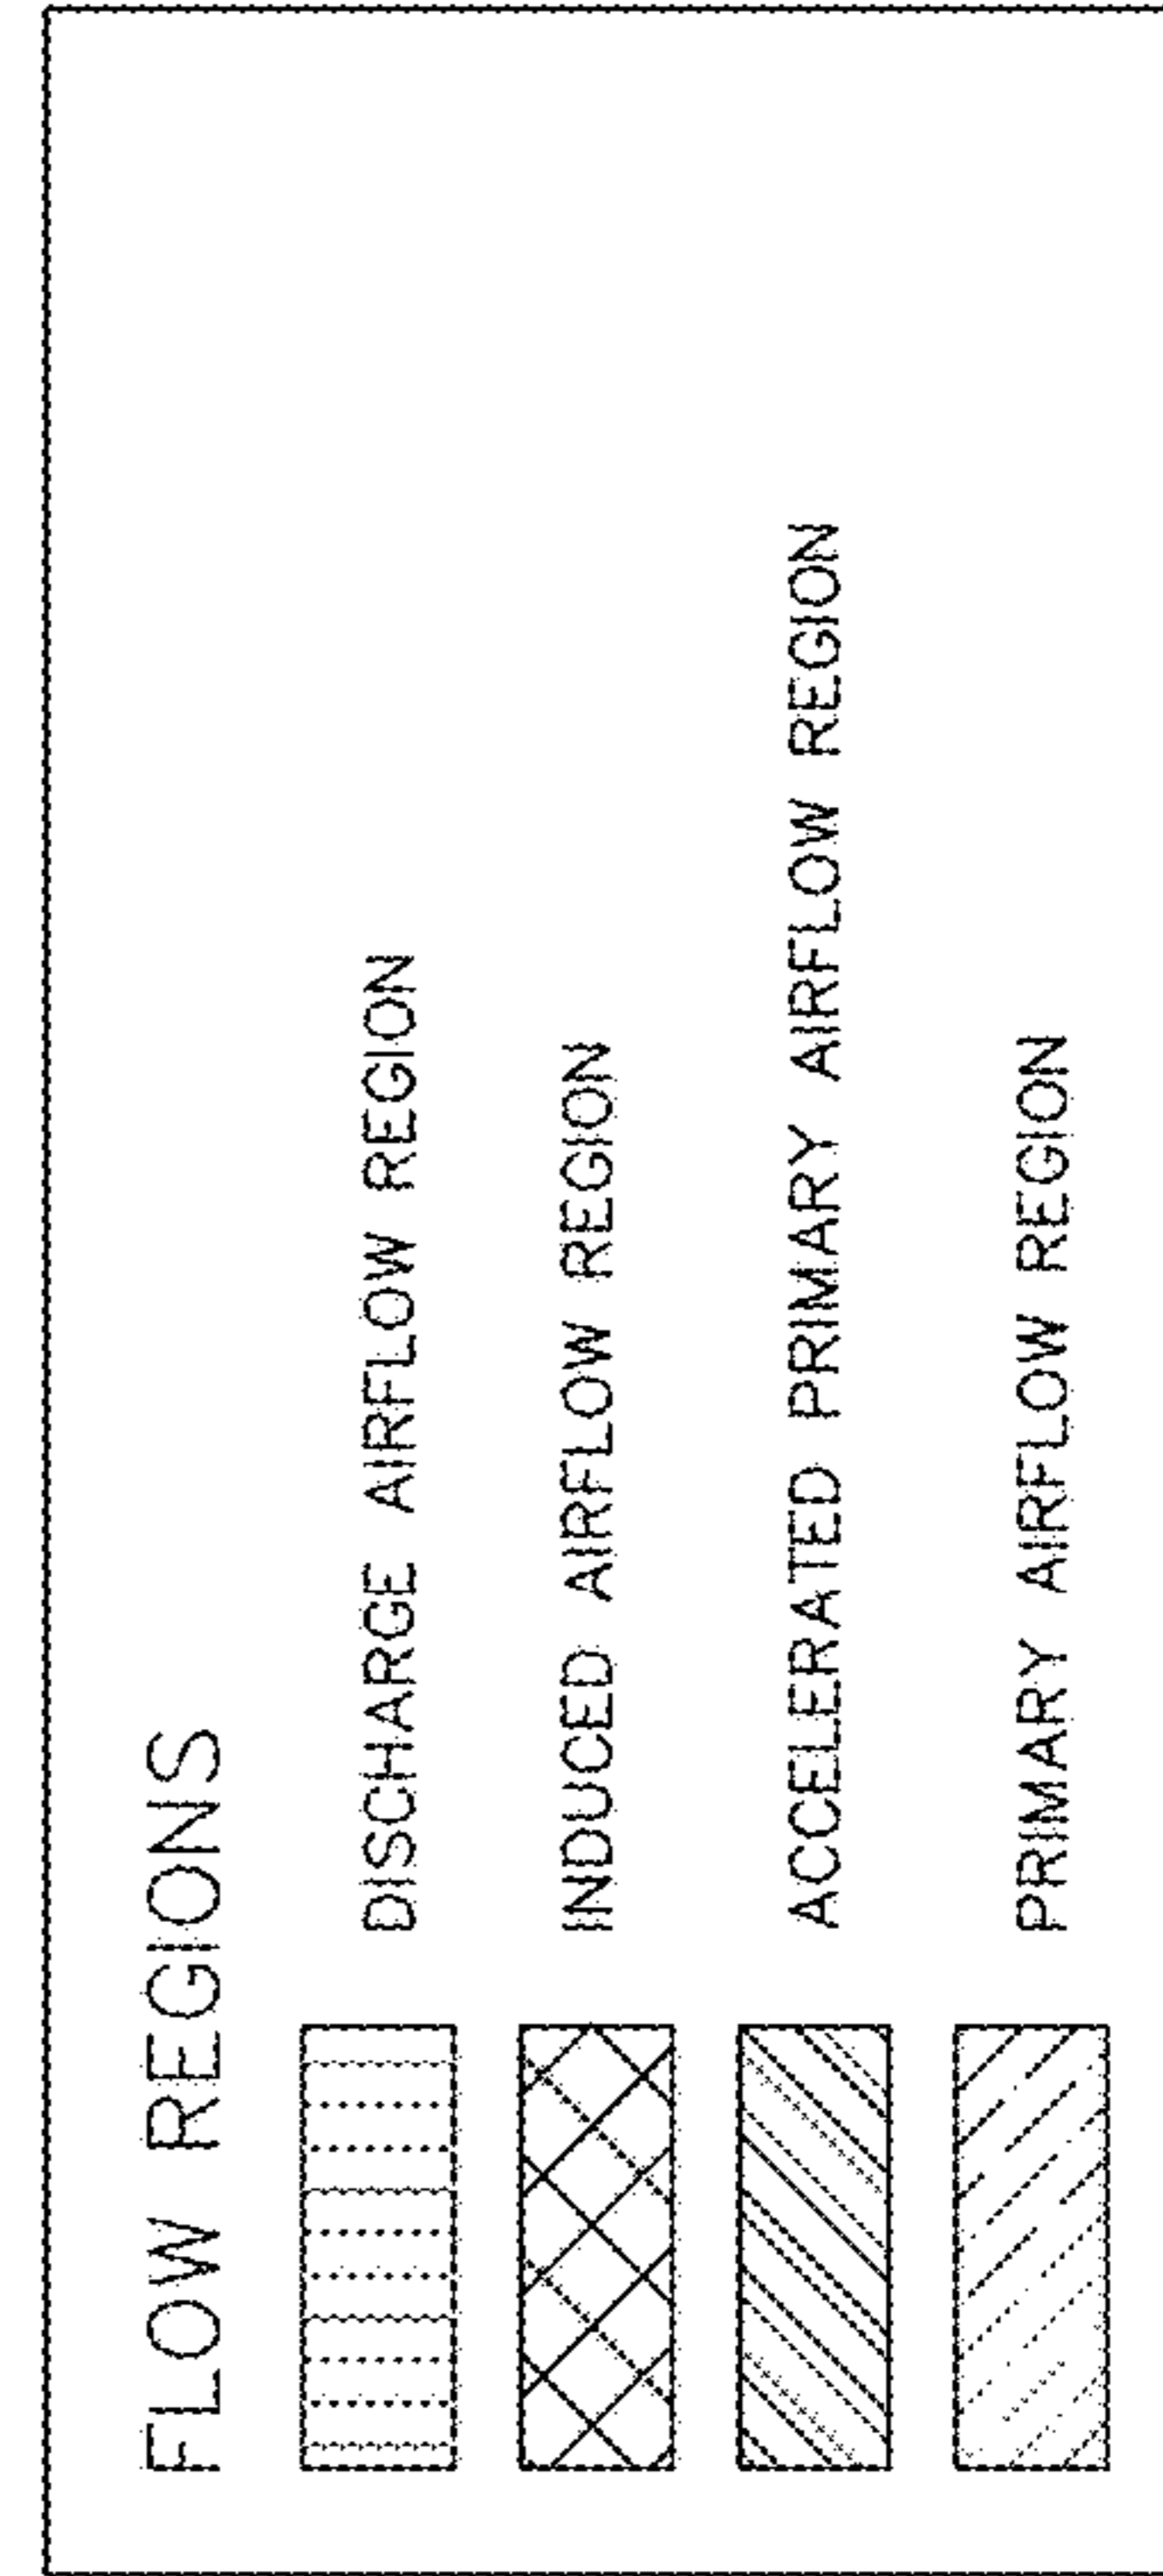 FLOW REGIONS
DISCHARGE AIRFLOW REGION
INDUCED AIRFLOW REGION
ACCELERATED PRIMARY AIRFLOW REGION
PRIMARY AIRFLOW REGION